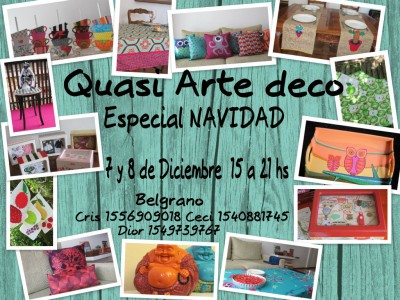 Quasi Arte deco
Especial NAVIDAD
7 y 8 de Diciembre 15 a 21 hs
Belgrano
Cris 1556909018 Ceci 1540881745
Dior 1549739767